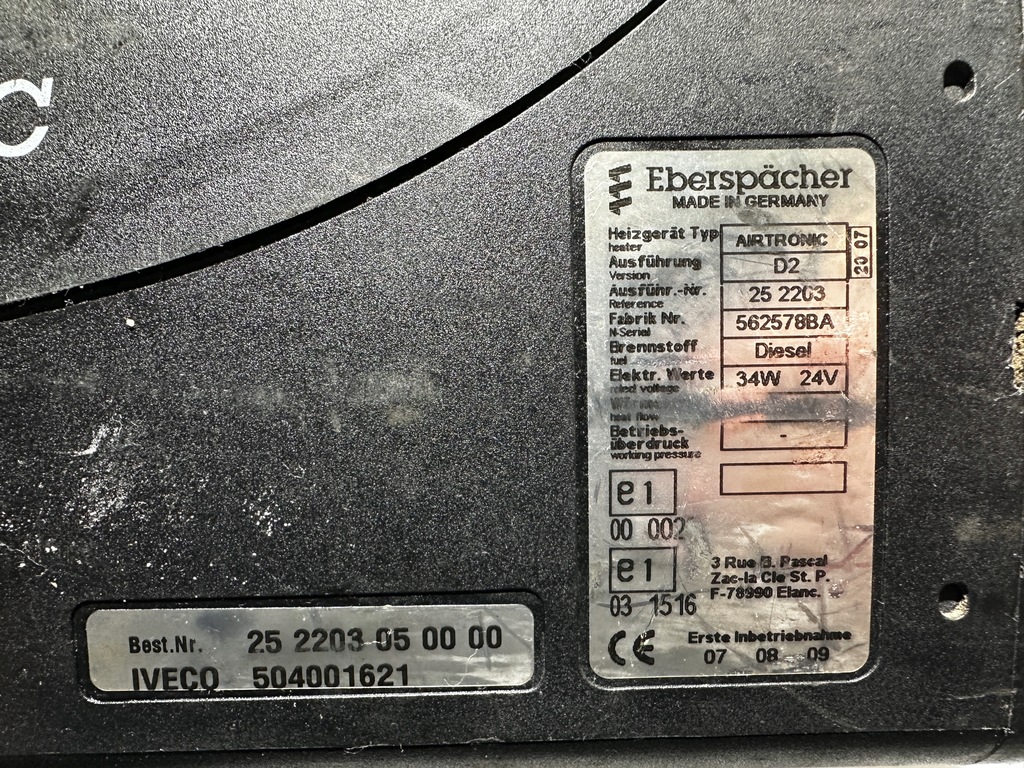 C
Eberspächer
MADE IN GERMANY
Heizgerät Typ AIRTRONIC 20 07
heater
Ausführung D2
Version
Ausführ.-Nr. 25 2203
Reference
Fabrik Nr. 562578BA
N-Serial
Brennstoff Diesel
fuel
Elektr. Werte 34W 24V
rated voltage
heat flow
Betriebs- -
überdruck
working pressure
e1
00 002
e1
03 1516
3 Rue B. Pascal
Zac-la Cle St. P.
F-78990 Elanc.
CE Erste Inbetriebnahme
07 08 09
Best.Nr. 25 2203 05 00 00
IVECO 504001621